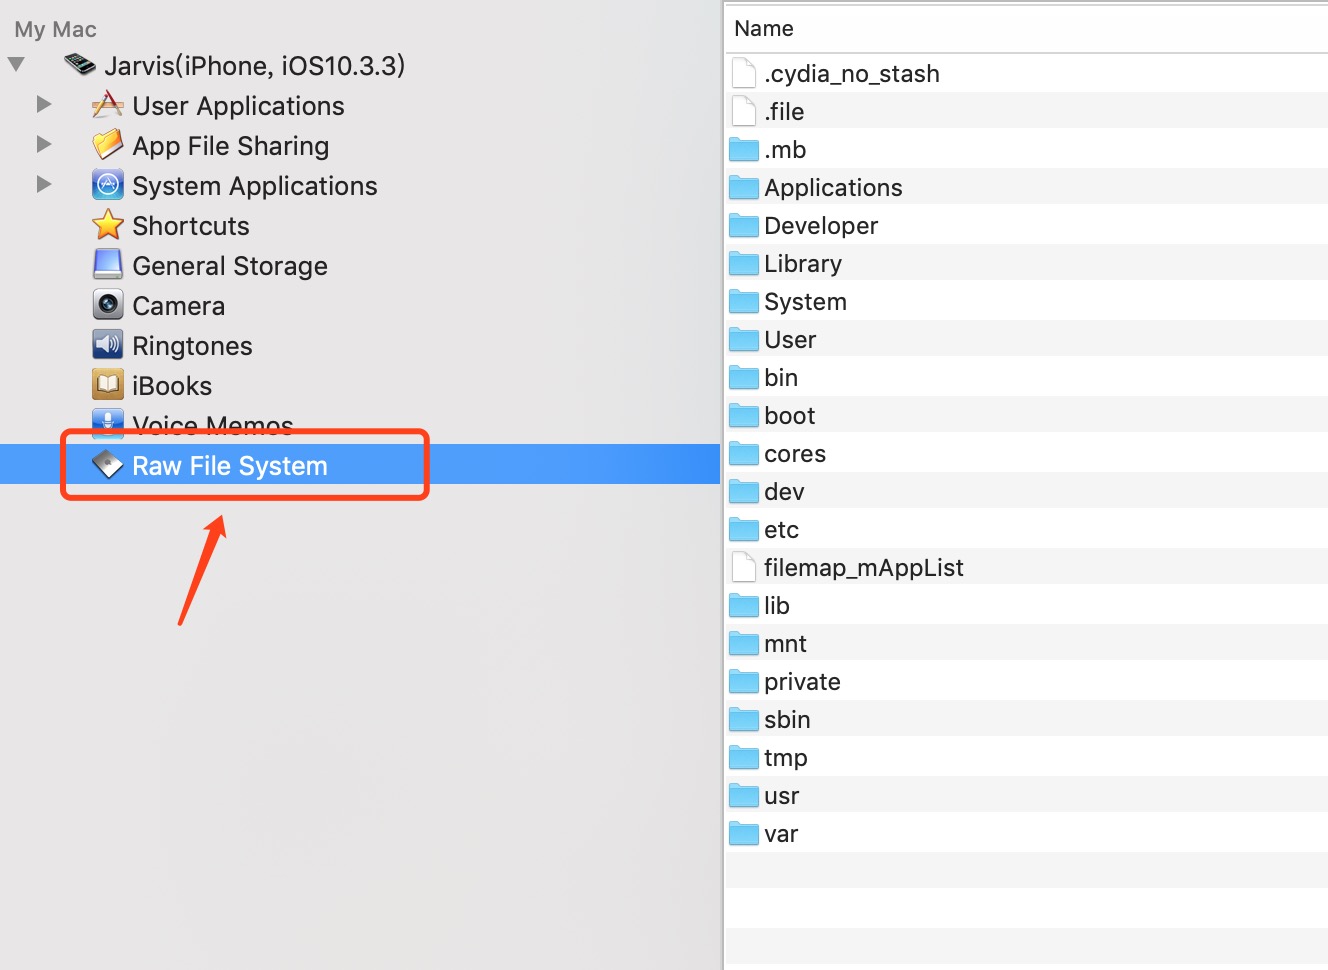 My Mac
Jarvis(iPhone, iOS10.3.3)
User Applications
App File Sharing
System Applications
Shortcuts
General Storage
Camera
Ringtones
iBooks
Voice Memos
Raw File System
Name
.cydia_no_stash
.file
.mb
Applications
Developer
Library
System
User
bin
boot
cores
dev
etc
filemap_mAppList
lib
mnt
private
sbin
tmp
usr
var